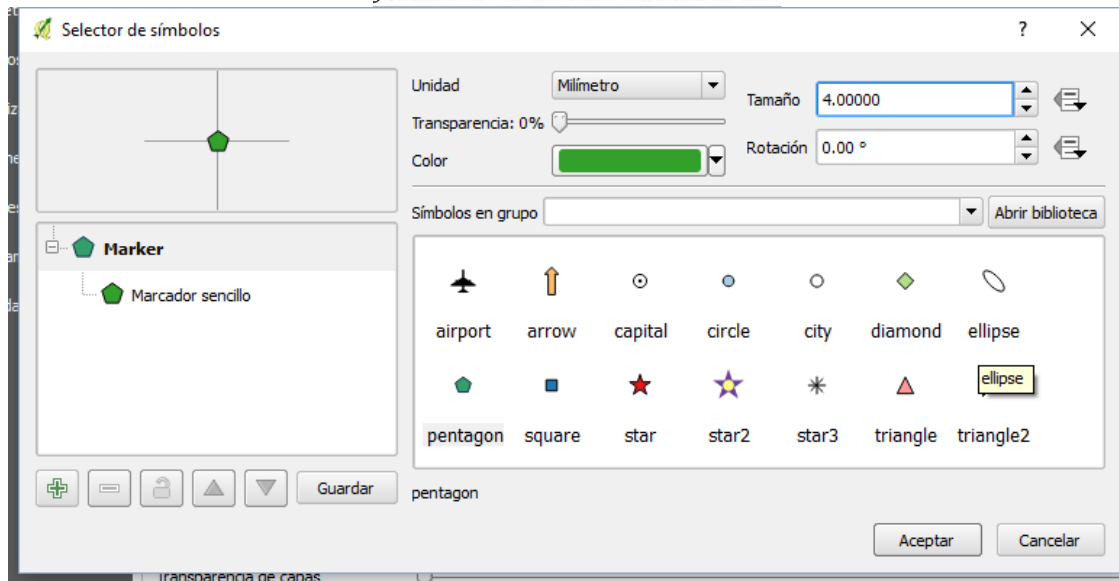 Selector de símbolos
?
Unidad
Milímetro
Tamaño
4.00000
Transparencia: 0%
Color
Rotación
0.00 °
Símbolos en grupo
Abrir biblioteca
Marker
Marcador sencillo
airport
arrow
capital
circle
city
diamond
ellipse
ellipse
pentagon
square
star
star2
star3
triangle
triangle2
Guardar
pentagon
Aceptar
Cancelar
Transparencia de capas